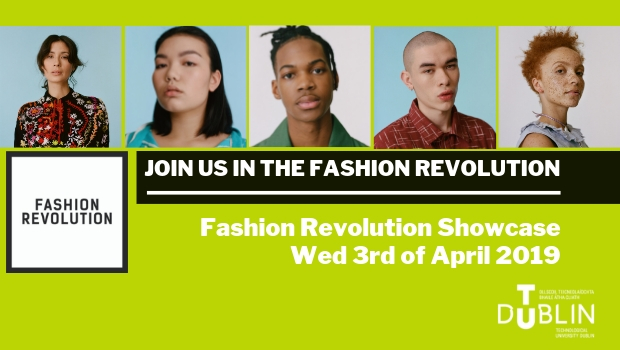 JOIN US IN THE FASHION REVOLUTION
FASHION
REVOLUTION
Fashion Revolution Showcase
Wed 3rd of April 2019
TU
DUBLIN
TECHNOLOGICAL
UNIVERSITY DUBLIN